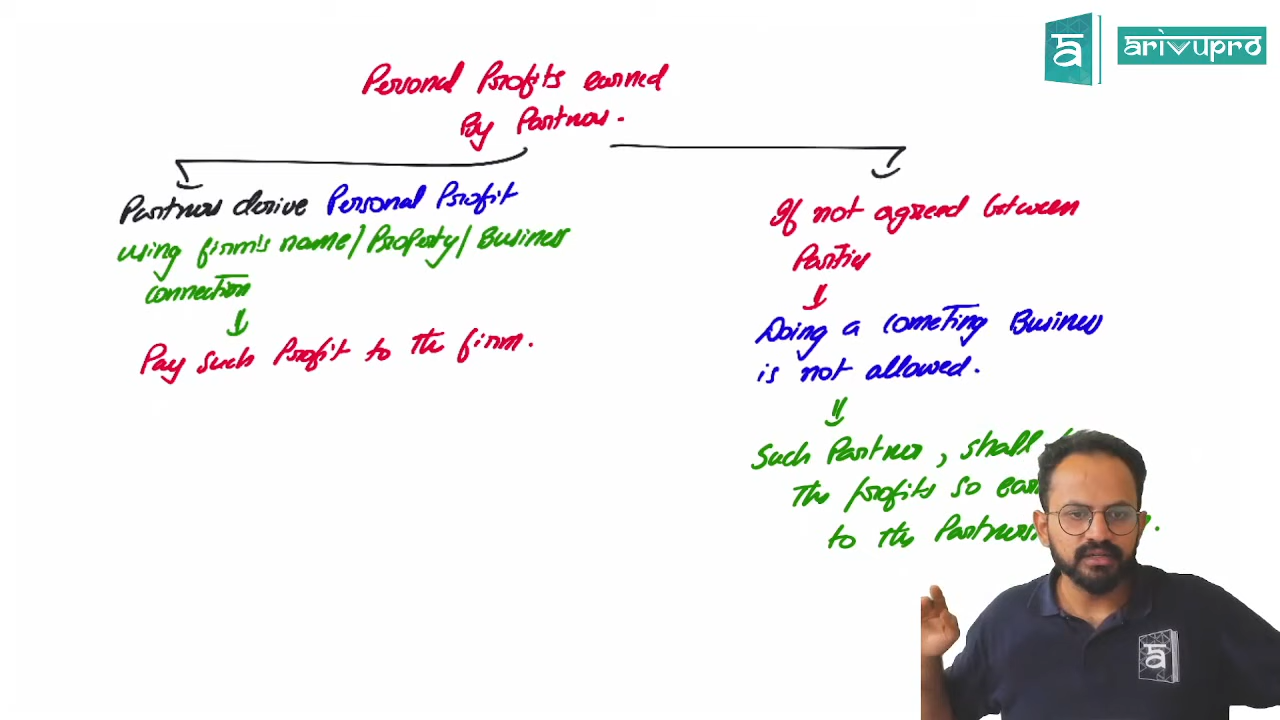 arivupro
Personal Profits earned
By Partner.
Partner derive Personal Profit
using firm's name/Property/Business
connection
Pay such Profit to the firm.
If not agreed between
Parties
Doing a cometing Business
is not allowed.
Such Partner, shall
the profits so
to the